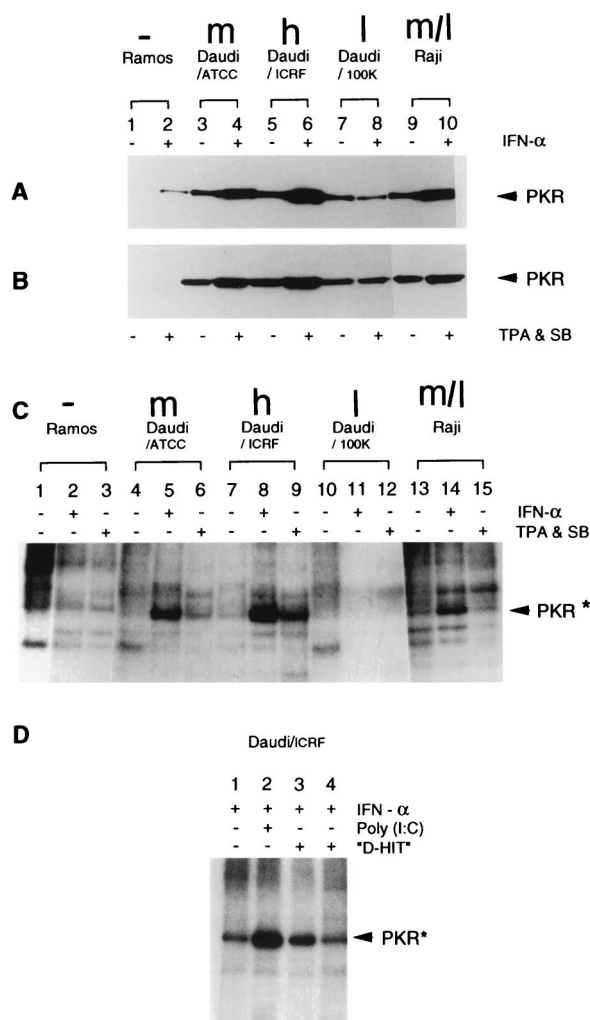 - m h l m/l
Ramos Daudi Daudi Daudi Raji
/ATCC / ICRF / 100K
1 2 3 4 5 6 7 8 9 10
- + - + - + - + - + IFN-α
A PKR
B PKR
- + - + - + - + - + TPA & SB
C - m h l m/l
Ramos Daudi Daudi Daudi Raji
/ATCC / ICRF / 100K
1 2 3 4 5 6 7 8 9 10 11 12 13 14 15
- + - - + - - + - - + - - + - IFN-α
- - + - - + - - + - - + - - + TPA & SB
PKR *
D Daudi/ICRF
1 2 3 4
+ + + + IFN - α
- + - - Poly (I:C)
- - + + "D-HIT"
PKR*